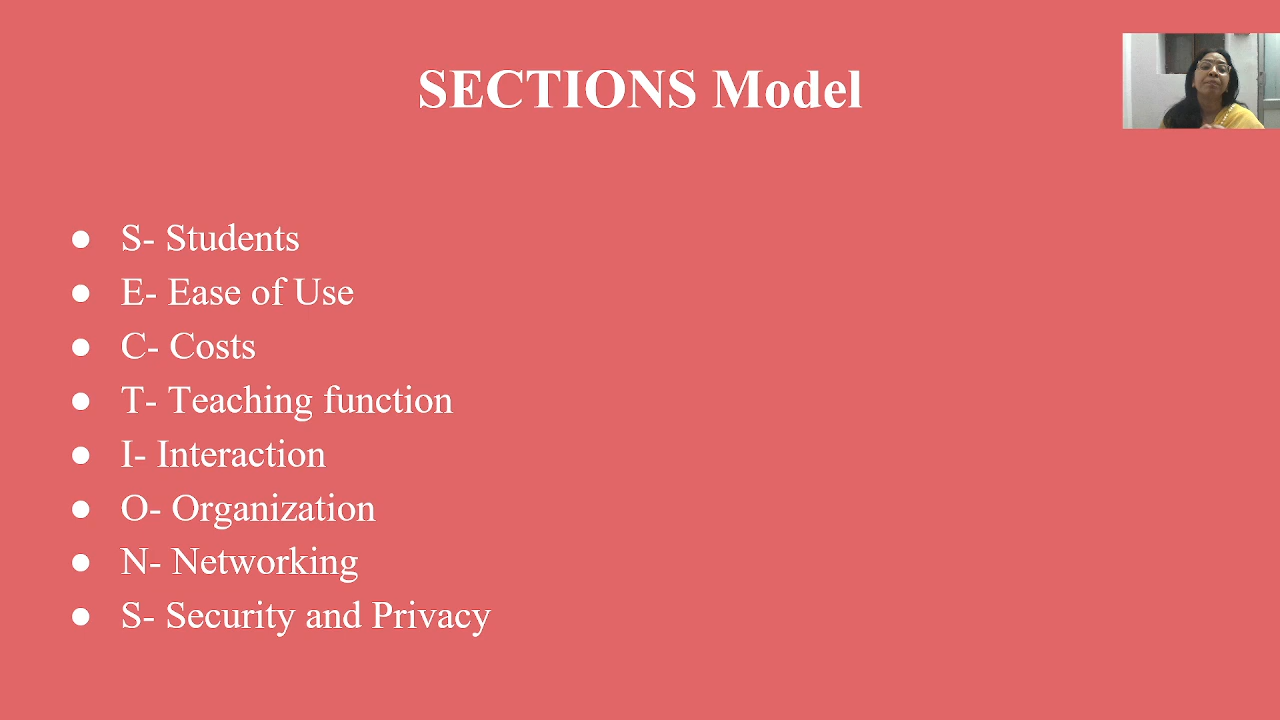 SECTIONS Model
● S- Students
● E- Ease of Use
● C- Costs
● T- Teaching function
● I- Interaction
● O- Organization
● N- Networking
● S- Security and Privacy